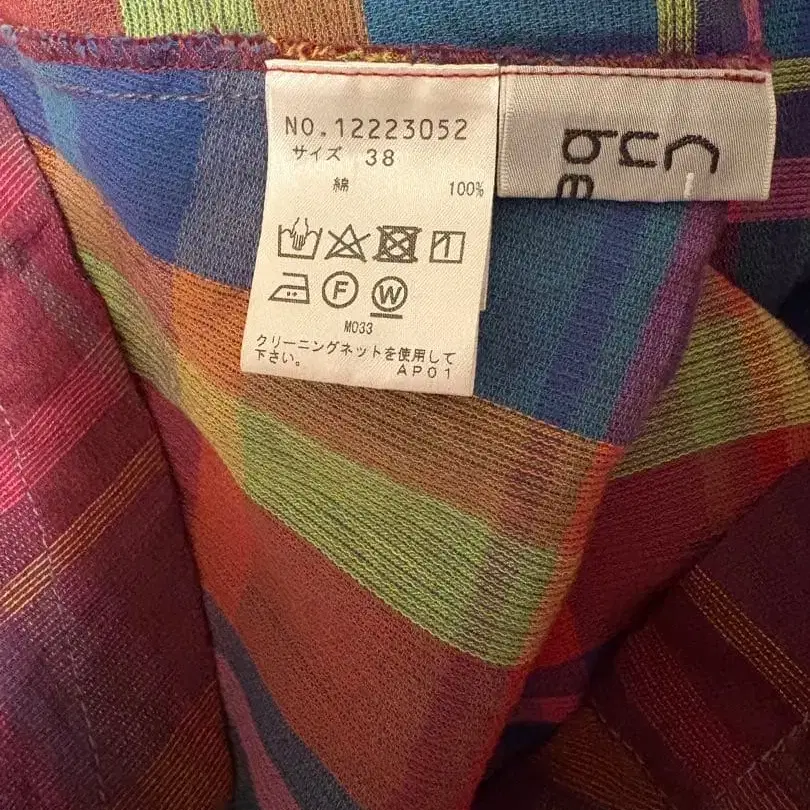 NO.12223052
サイズ 38
綿 100%
F W
M033
クリーニングネットを使用して
下さい。
AP01